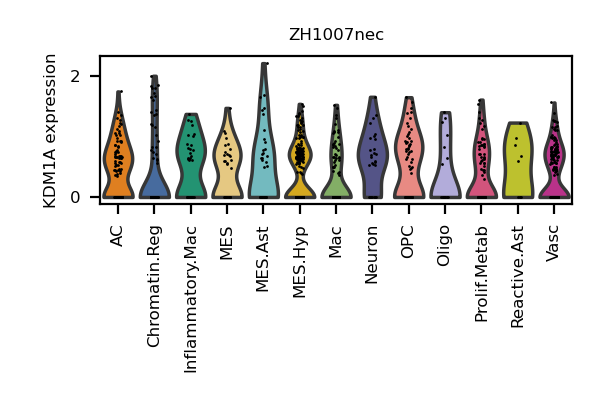 ZH1007nec
KDM1A expression
2
0
AC
Chromatin.Reg
Inflammatory.Mac
MES
MES.Ast
MES.Hyp
Mac
Neuron
OPC
Oligo
Prolif.Metab
Reactive.Ast
Vasc